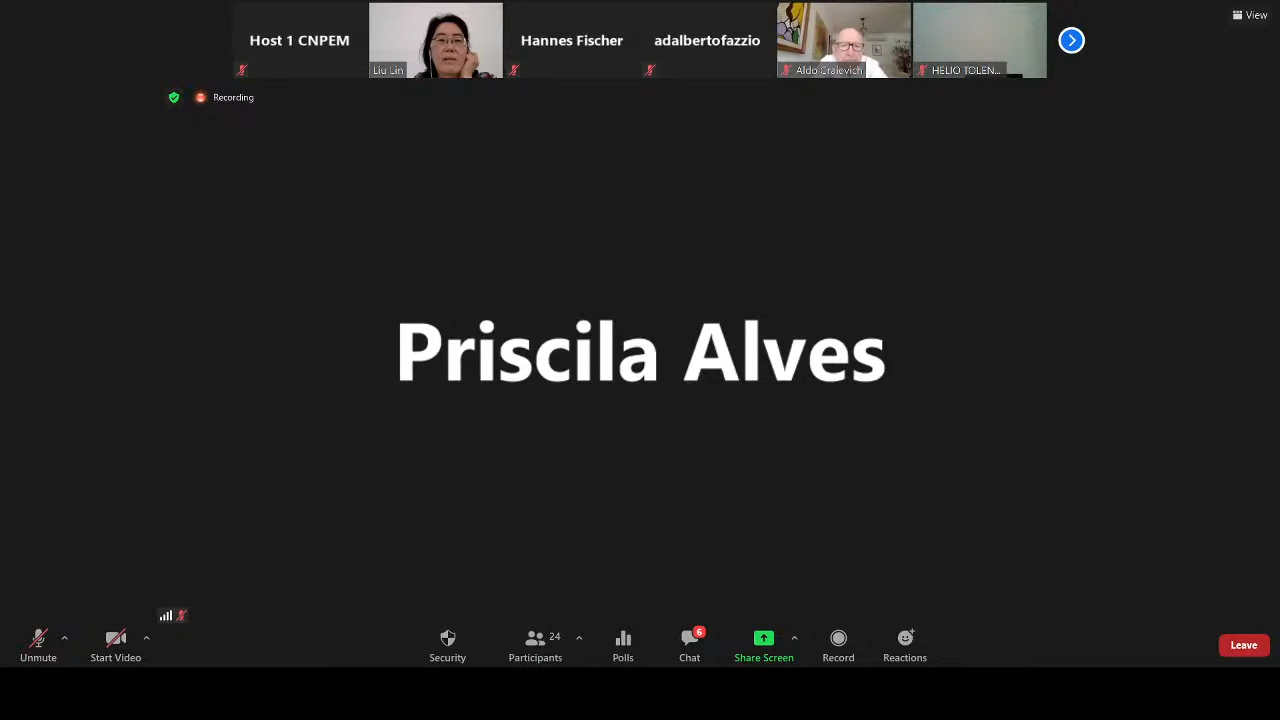 Host 1 CNPEM
Liu Lin
Hannes Fischer
adalbertofazzio
Aldo Craievich
HELIO TOLEN...
View
Recording
Priscila Alves
Unmute
Start Video
Security
24
Participants
Polls
6
Chat
Share Screen
Record
Reactions
Leave